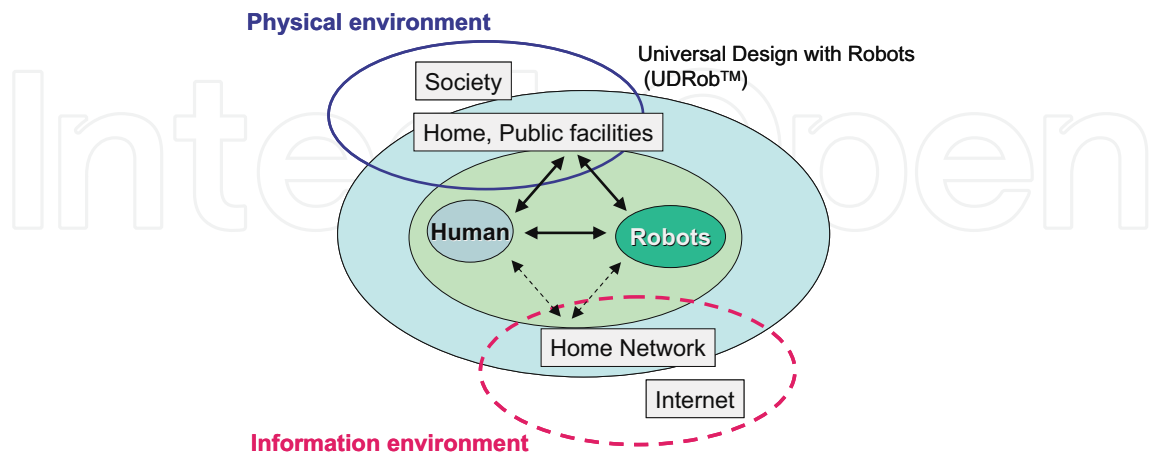 Physical environment
Universal Design with Robots
(UDRob™)
Society
Home, Public facilities
Human
Robots
Home Network
Internet
Information environment